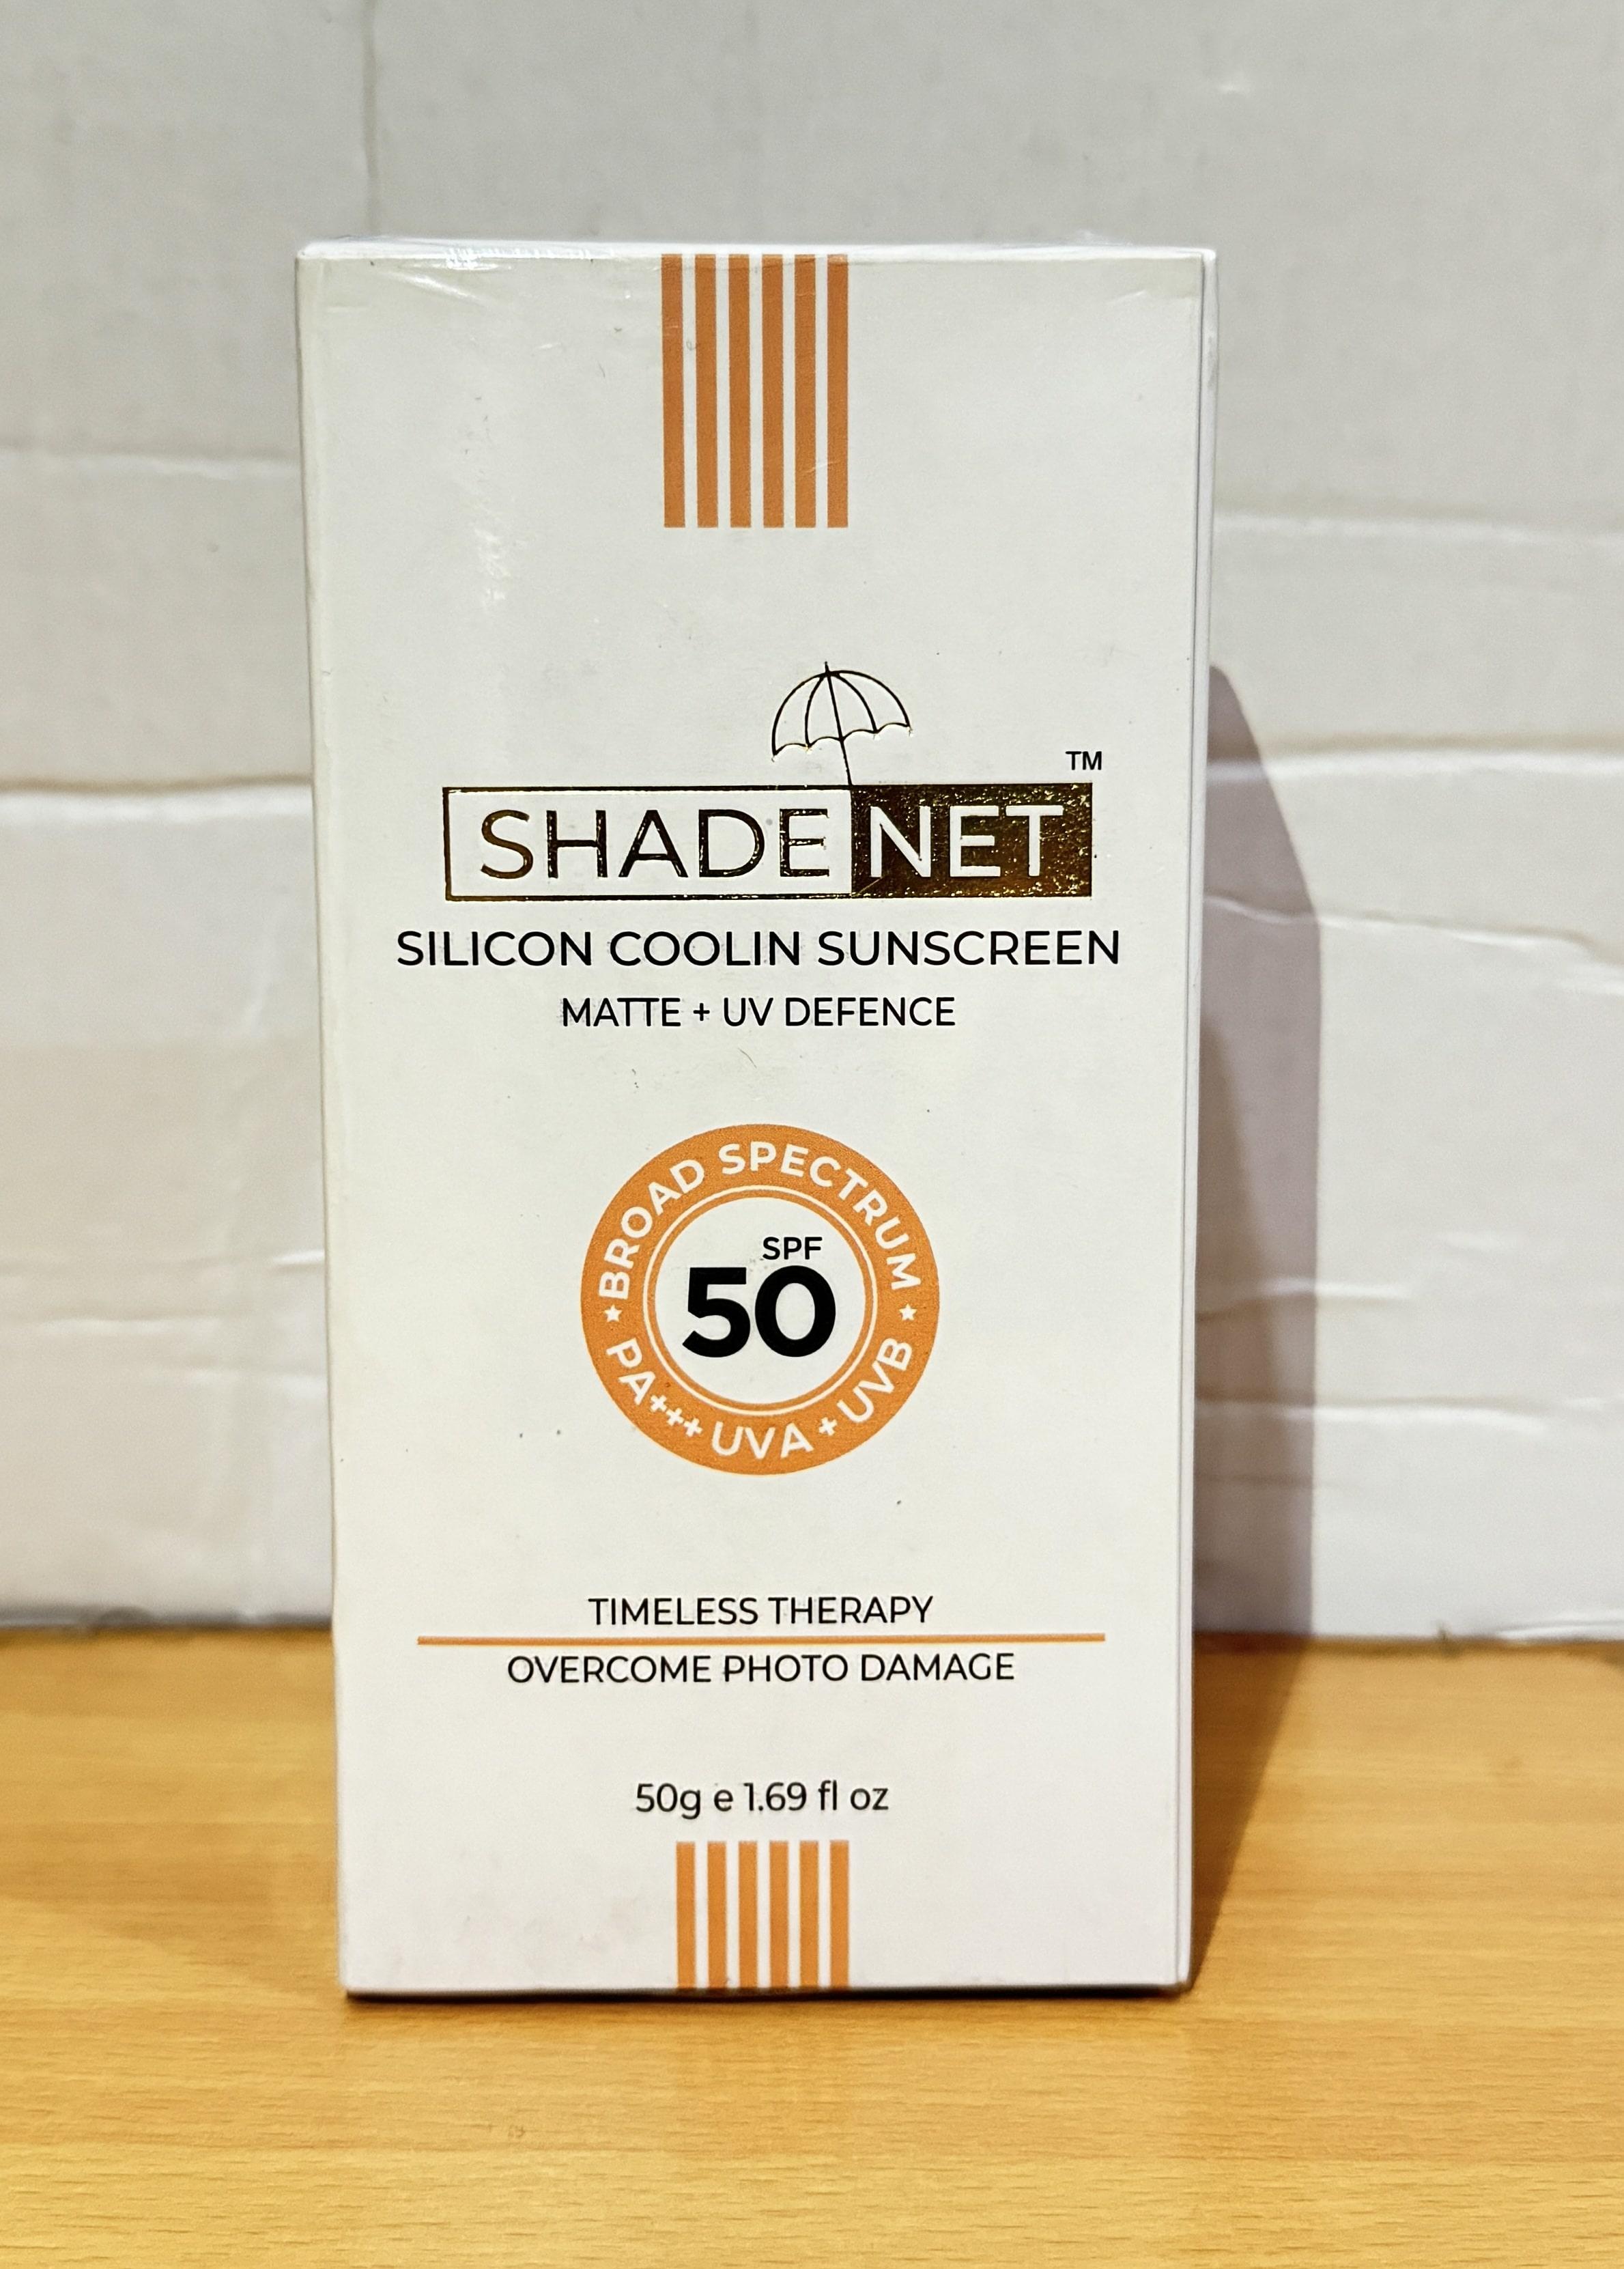 TM
SHADE NET
SILICON COOLIN SUNSCREEN
MATTE + UV DEFENCE
BROAD SPECTRUM
SPF
50
PA+++ UVA + UVB
TIMELESS THERAPY
OVERCOME PHOTO DAMAGE
50g e 1.69 fl oz